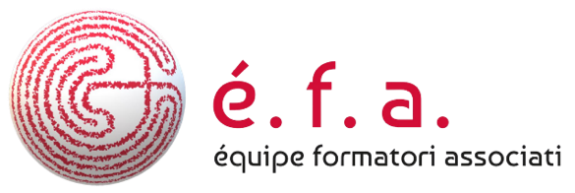 é. f. a.
équipe formatori associati